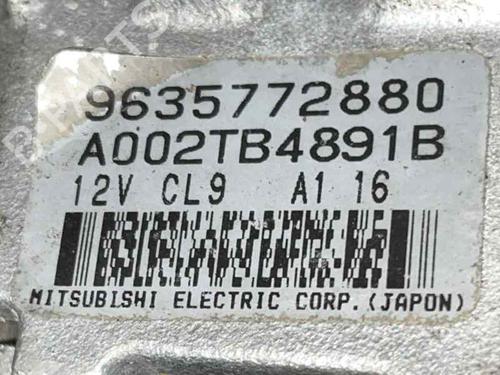 9635772880
A002TB4891B
12V CL9 A1 16
MITSUBISHI ELECTRIC CORP.(JAPON)